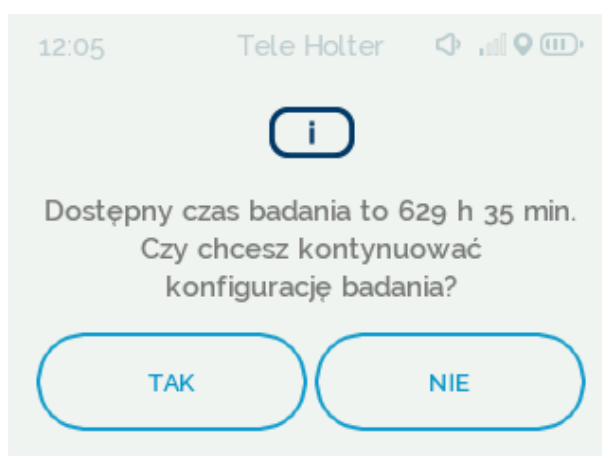 12:05 Tele Holter
i
Dostępny czas badania to 629 h 35 min.
Czy chcesz kontynuować
konfigurację badania?
TAK NIE